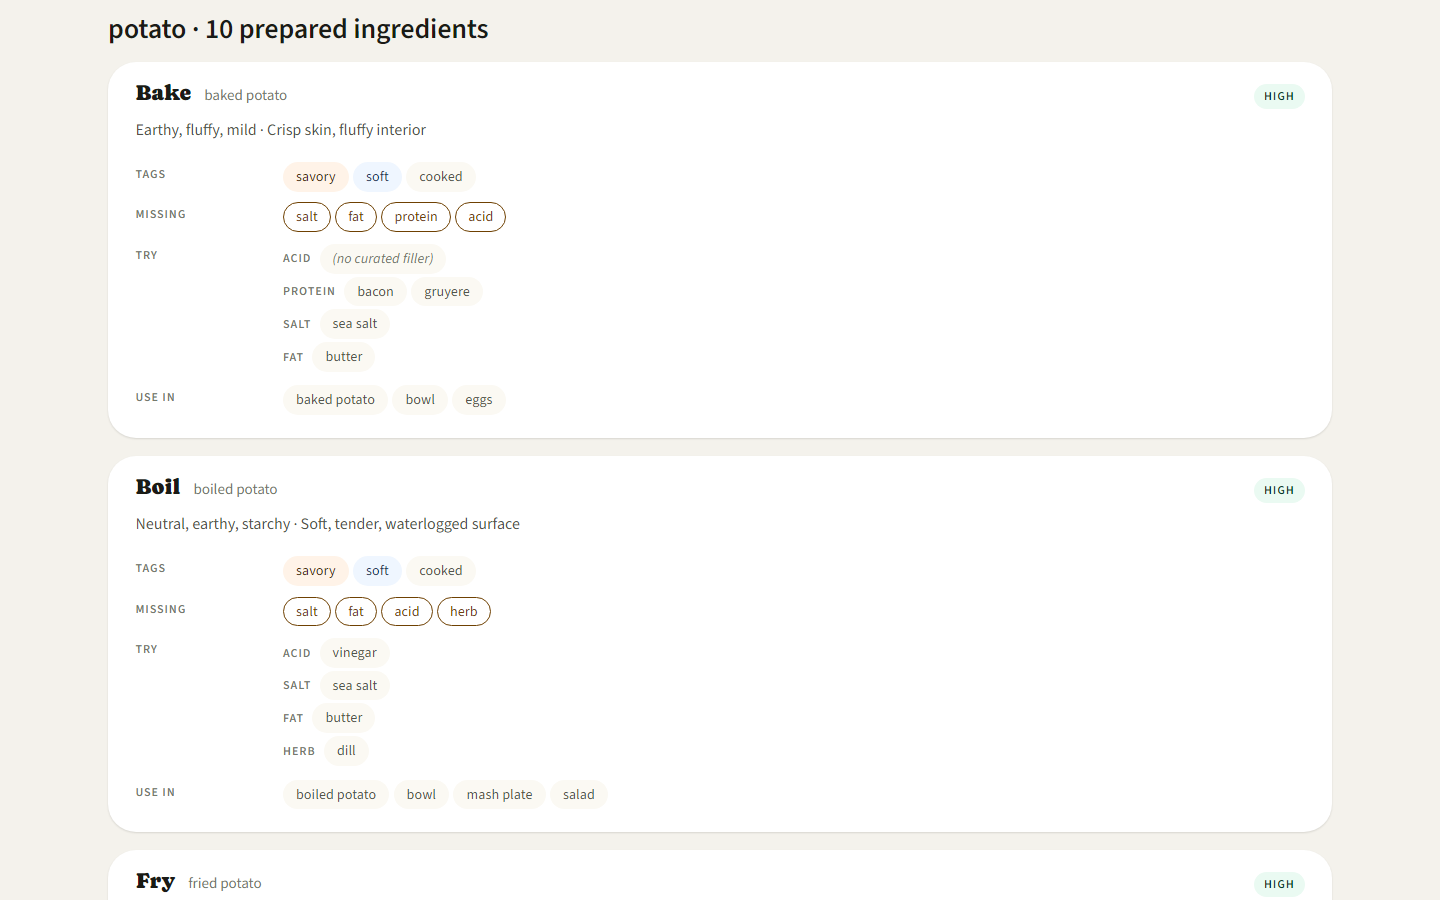 potato · 10 prepared ingredients
Bake baked potato HIGH
Earthy, fluffy, mild · Crisp skin, fluffy interior
TAGS savory soft cooked
MISSING salt fat protein acid
TRY ACID (no curated filler)
PROTEIN bacon gruyere
SALT sea salt
FAT butter
USE IN baked potato bowl eggs
Boil boiled potato HIGH
Neutral, earthy, starchy · Soft, tender, waterlogged surface
TAGS savory soft cooked
MISSING salt fat acid herb
TRY ACID vinegar
SALT sea salt
FAT butter
HERB dill
USE IN boiled potato bowl mash plate salad
Fry fried potato HIGH